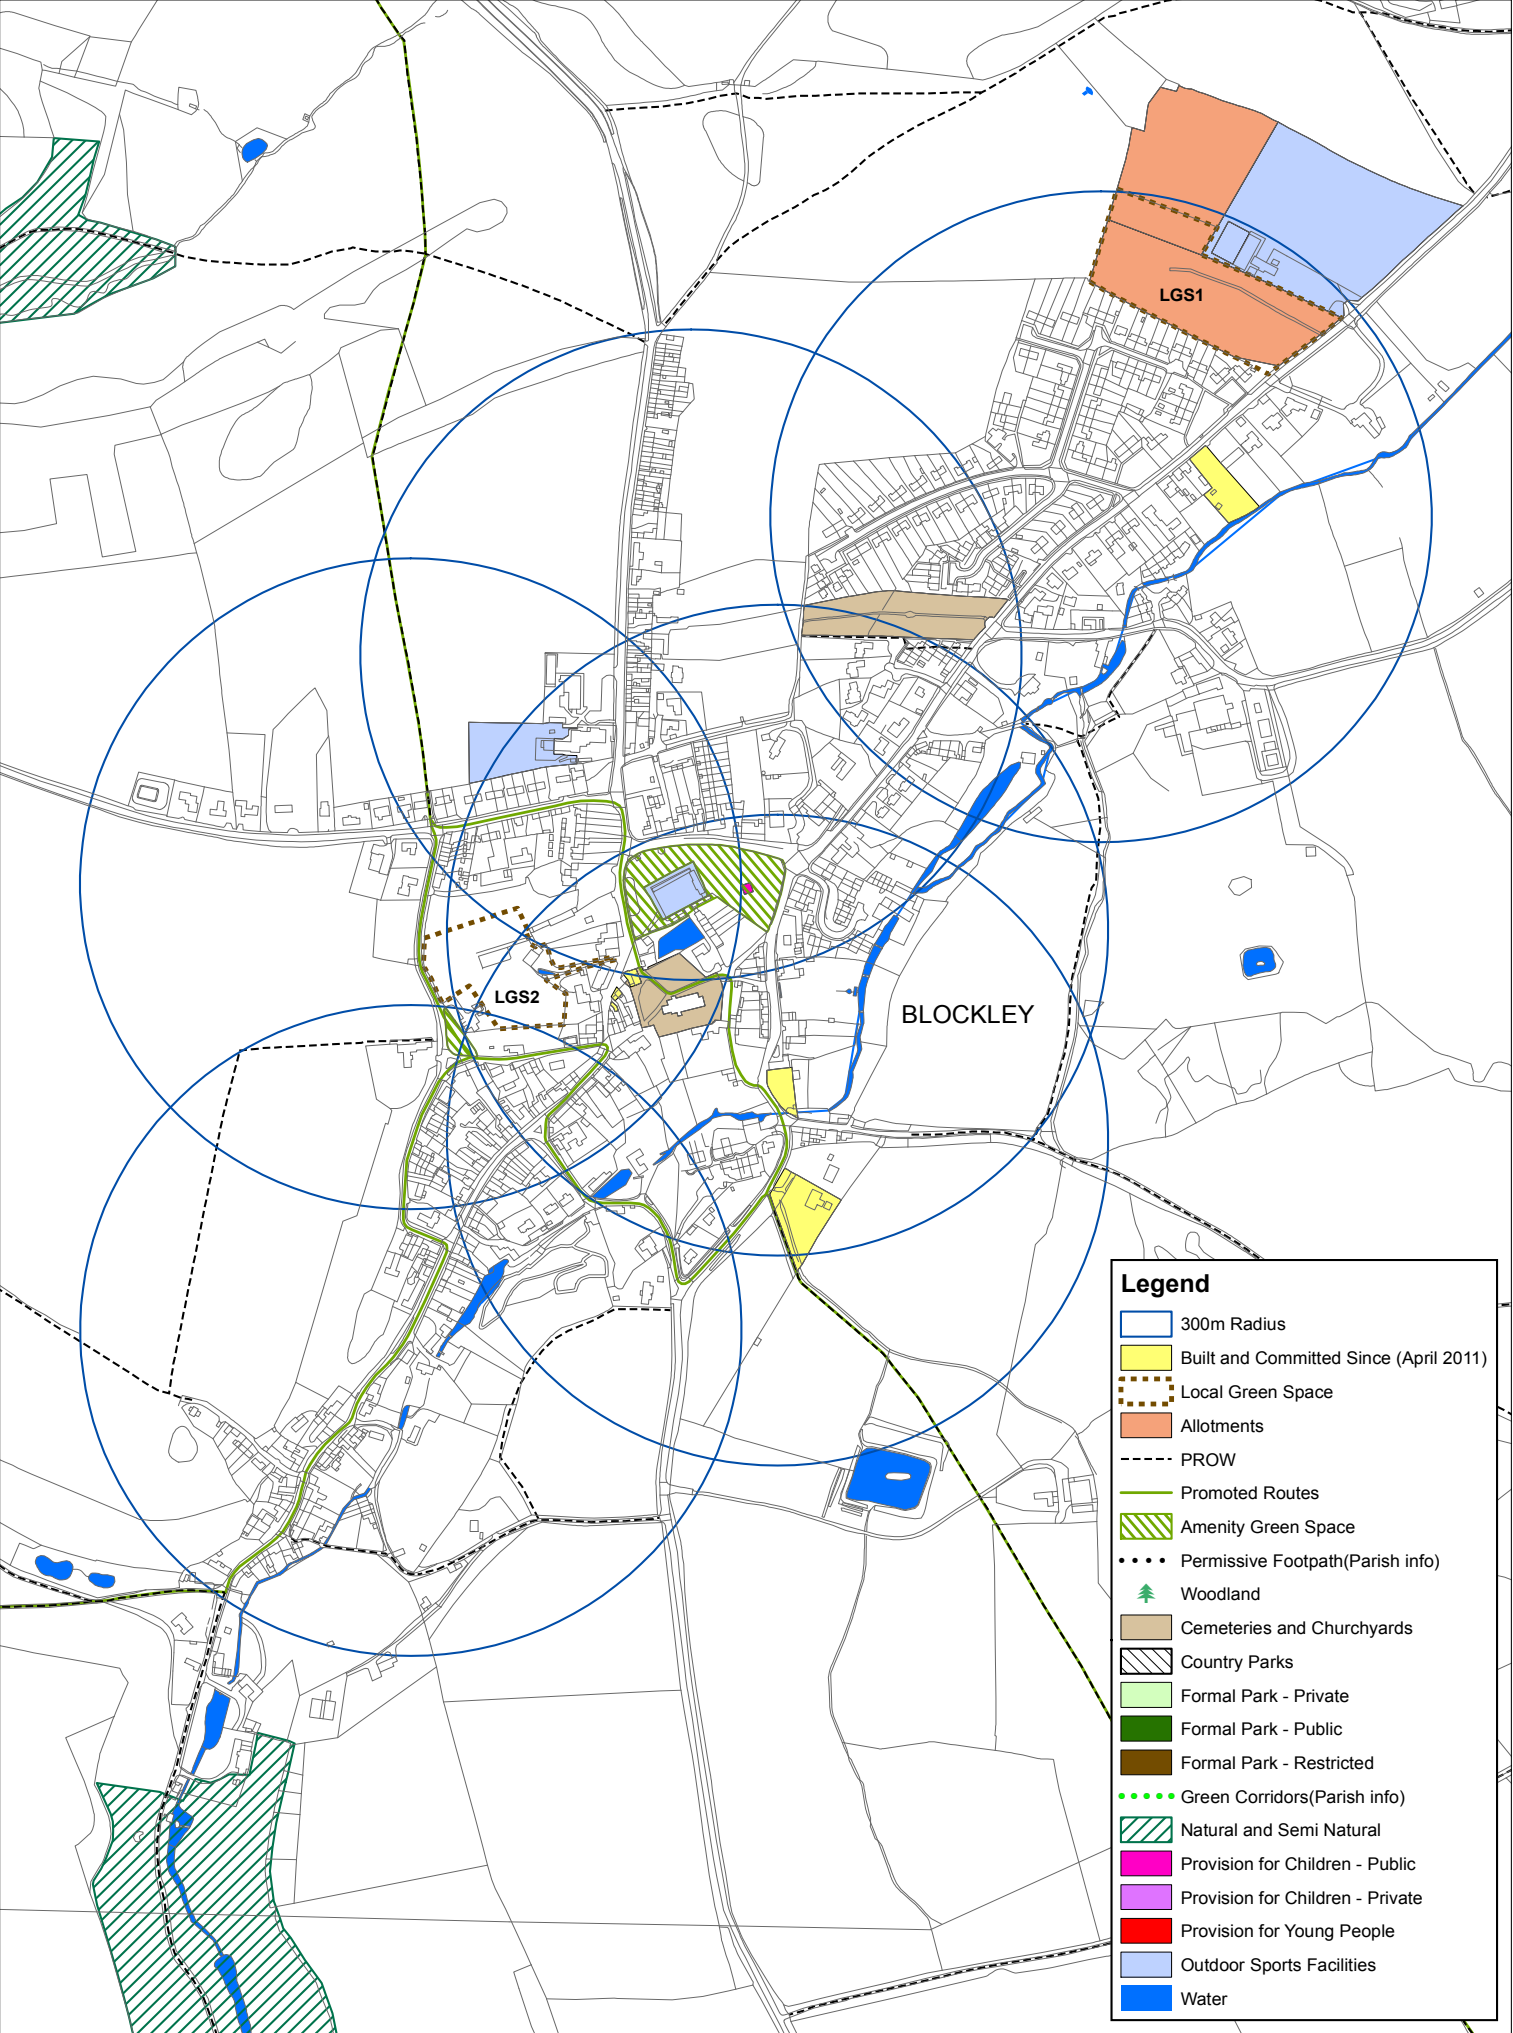 LGS1
LGS2
BLOCKLEY
Legend
300m Radius
Built and Committed Since (April 2011)
Local Green Space
Allotments
PROW
Promoted Routes
Amenity Green Space
Permissive Footpath(Parish info)
Woodland
Cemeteries and Churchyards
Country Parks
Formal Park - Private
Formal Park - Public
Formal Park - Restricted
Green Corridors(Parish info)
Natural and Semi Natural
Provision for Children - Public
Provision for Children - Private
Provision for Young People
Outdoor Sports Facilities
Water